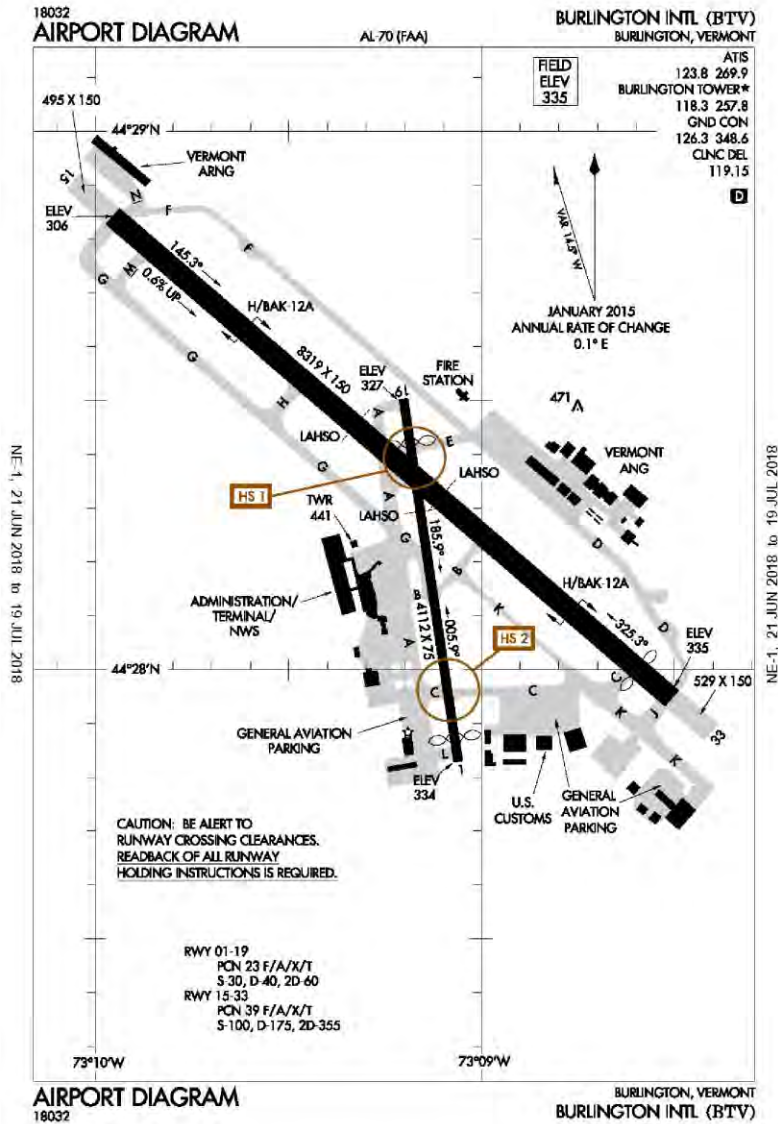 18032
AIRPORT DIAGRAM
AL-70 (FAA)
BURLINGTON INTL (BTV)
BURLINGTON, VERMONT
FIELD
ELEV
335
ATIS
123.8 269.9
BURLINGTON TOWER★
118.3 257.8
GND CON
126.3 348.6
CLNC DEL
119.15
D
495 X 150
44°29'N
VERMONT
ARNG
15
N
F
ELEV
306
145.3°
F
VAR 14.5° W
G
M
0.6% UP
H/BAK-12A
JANUARY 2015
ANNUAL RATE OF CHANGE
0.1° E
G
8319 X 150
ELEV
327
19
FIRE
STATION
471
H
A
LAHSO
E
VERMONT
ANG
G
LAHSO
HS 1
A
TWR
441
LAHSO
G
185.9°
D
B
H/BAK-12A
ADMINISTRATION/
TERMINAL/
NWS
B
4112 X 75
005.9°
K
325.3°
D
A
HS 2
ELEV
335
44°28'N
C
C
C
529 X 150
K
J
33
GENERAL AVIATION
PARKING
K
L
1
ELEV
334
U.S.
CUSTOMS
GENERAL
AVIATION
PARKING
CAUTION: BE ALERT TO
RUNWAY CROSSING CLEARANCES.
READBACK OF ALL RUNWAY
HOLDING INSTRUCTIONS IS REQUIRED.
RWY 01-19
PCN 23 F/A/X/T
S-30, D-40, 2D-60
RWY 15-33
PCN 39 F/A/X/T
S-100, D-175, 2D-355
73°10'W
73°09'W
NE-1, 21 JUN 2018 to 19 JUL 2018
NE-1, 21 JUN 2018 to 19 JUL 2018
AIRPORT DIAGRAM
18032
BURLINGTON, VERMONT
BURLINGTON INTL (BTV)